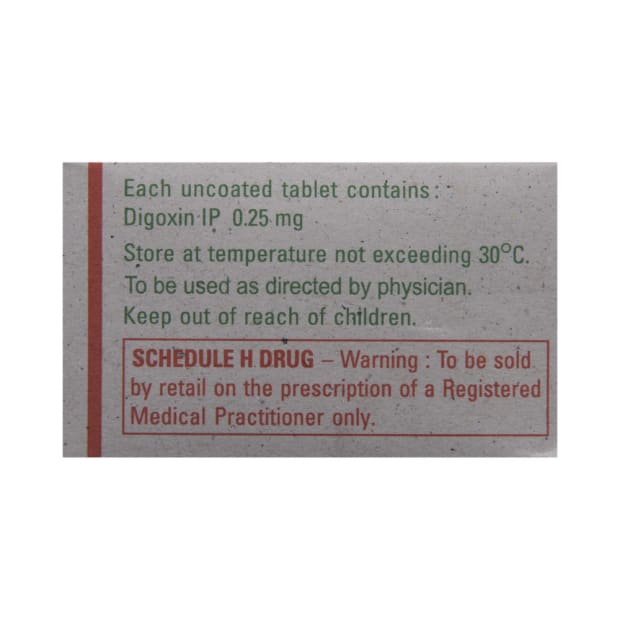 Each uncoated tablet contains:
Digoxin IP 0.25 mg
Store at temperature not exceeding 30°C.
To be used as directed by physician.
Keep out of reach of children.
SCHEDULE H DRUG – Warning : To be sold
by retail on the prescription of a Registered
Medical Practitioner only.